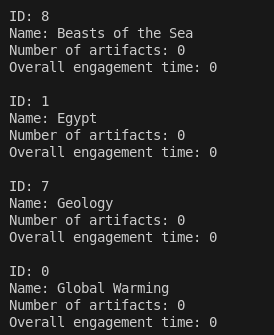 ID: 8
Name: Beasts of the Sea
Number of artifacts: 0
Overall engagement time: 0
ID: 1
Name: Egypt
Number of artifacts: 0
Overall engagement time: 0
ID: 7
Name: Geology
Number of artifacts: 0
Overall engagement time: 0
ID: 0
Name: Global Warming
Number of artifacts: 0
Overall engagement time: 0